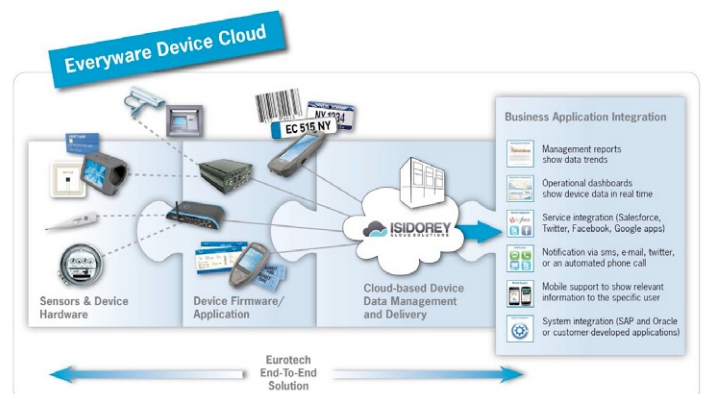 Everyware Device Cloud
NY 1234
EC 515 NY
ISIDOREY
CLOUD SOLUTIONS
Sensors & Device
Hardware
Device Firmware/
Application
Cloud-based Device
Data Management
and Delivery
Business Application Integration
Management reports
show data trends
Operational dashboards
show device data in real time
Service integration (Salesforce,
Twitter, Facebook, Google apps)
Notification via sms, e-mail, twitter,
or an automated phone call
Mobile support to show relevant
information to the specific user
System integration (SAP and Oracle
or customer-developed applications)
Eurotech
End-To-End
Solution